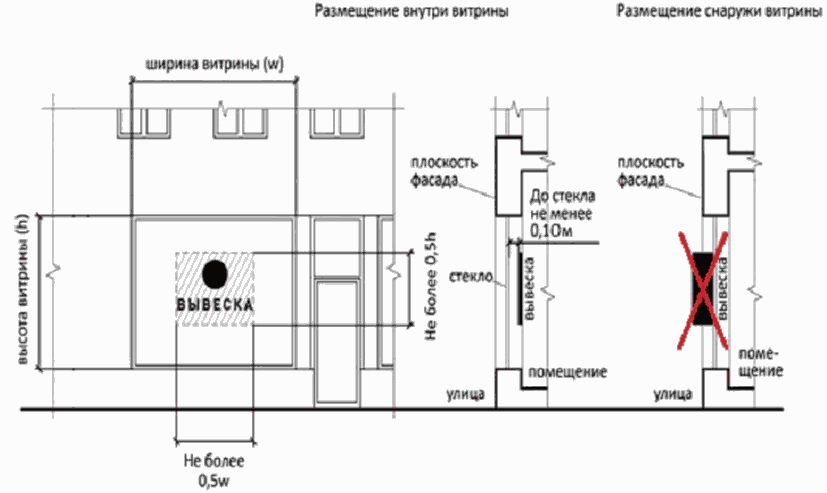 Размещение внутри витрины
Размещение снаружи витрины
ширина витрины (w)
плоскость
фасада
До стекла
не менее
0,10м
плоскость
фасада
высота витрины (h)
ВЫВЕСКА
Не более 0,5h
стекло
вывеска
вывеска
помещение
поме-
щение
улица
улица
Не более
0,5w